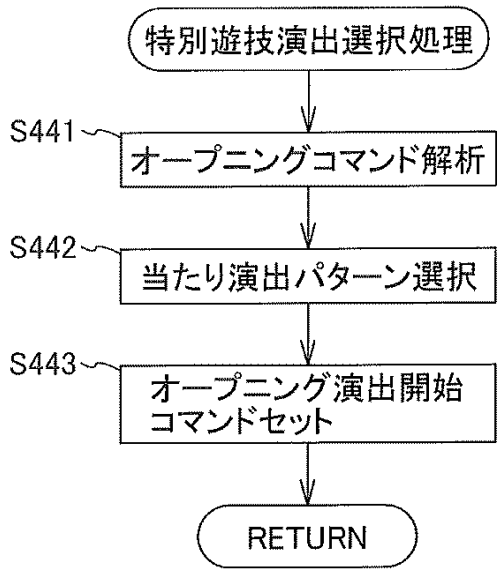 特別遊技演出選択処理
S441
オープニングコマンド解析
S442
当たり演出パターン選択
S443
オープニング演出開始
コマンドセット
RETURN